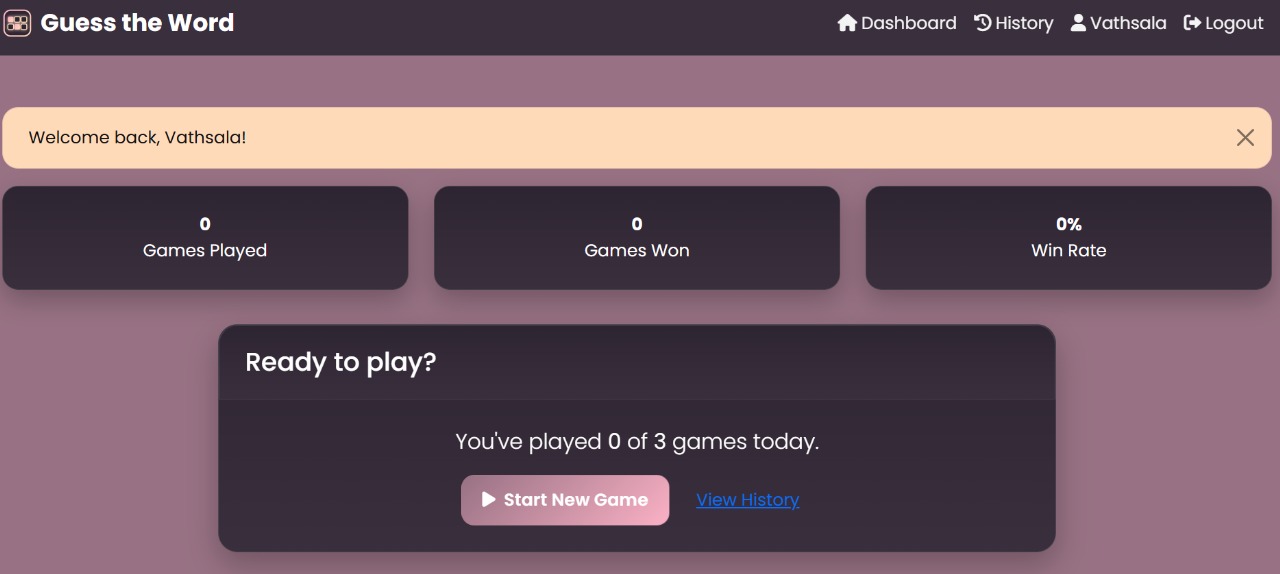 Guess the Word
Dashboard History Vathsala Logout
Welcome back, Vathsala!
0
Games Played
0
Games Won
0%
Win Rate
Ready to play?
You've played 0 of 3 games today.
Start New Game
View History